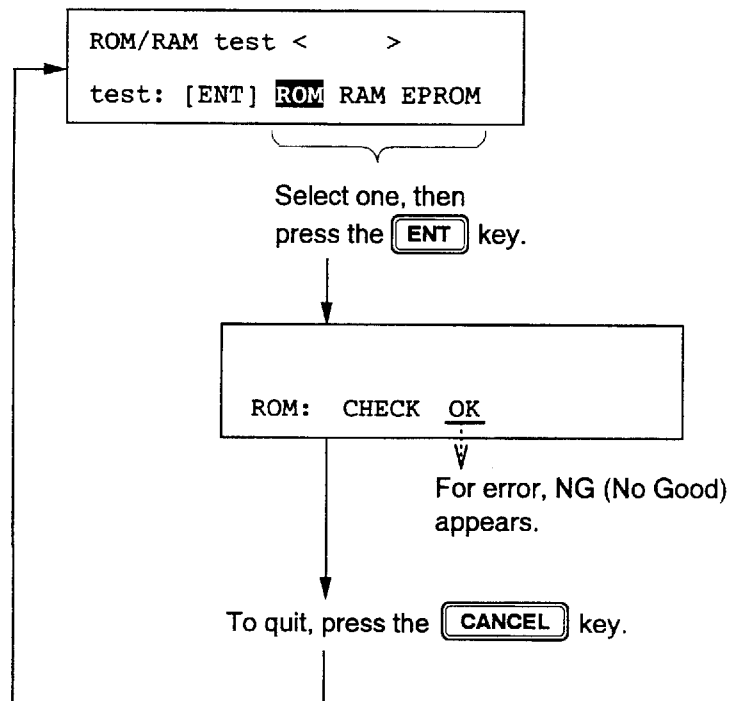 ROM/RAM test <     >
test: [ENT] ROM RAM EPROM
Select one, then
press the ENT key.
ROM: CHECK OK
For error, NG (No Good)
appears.
To quit, press the CANCEL key.